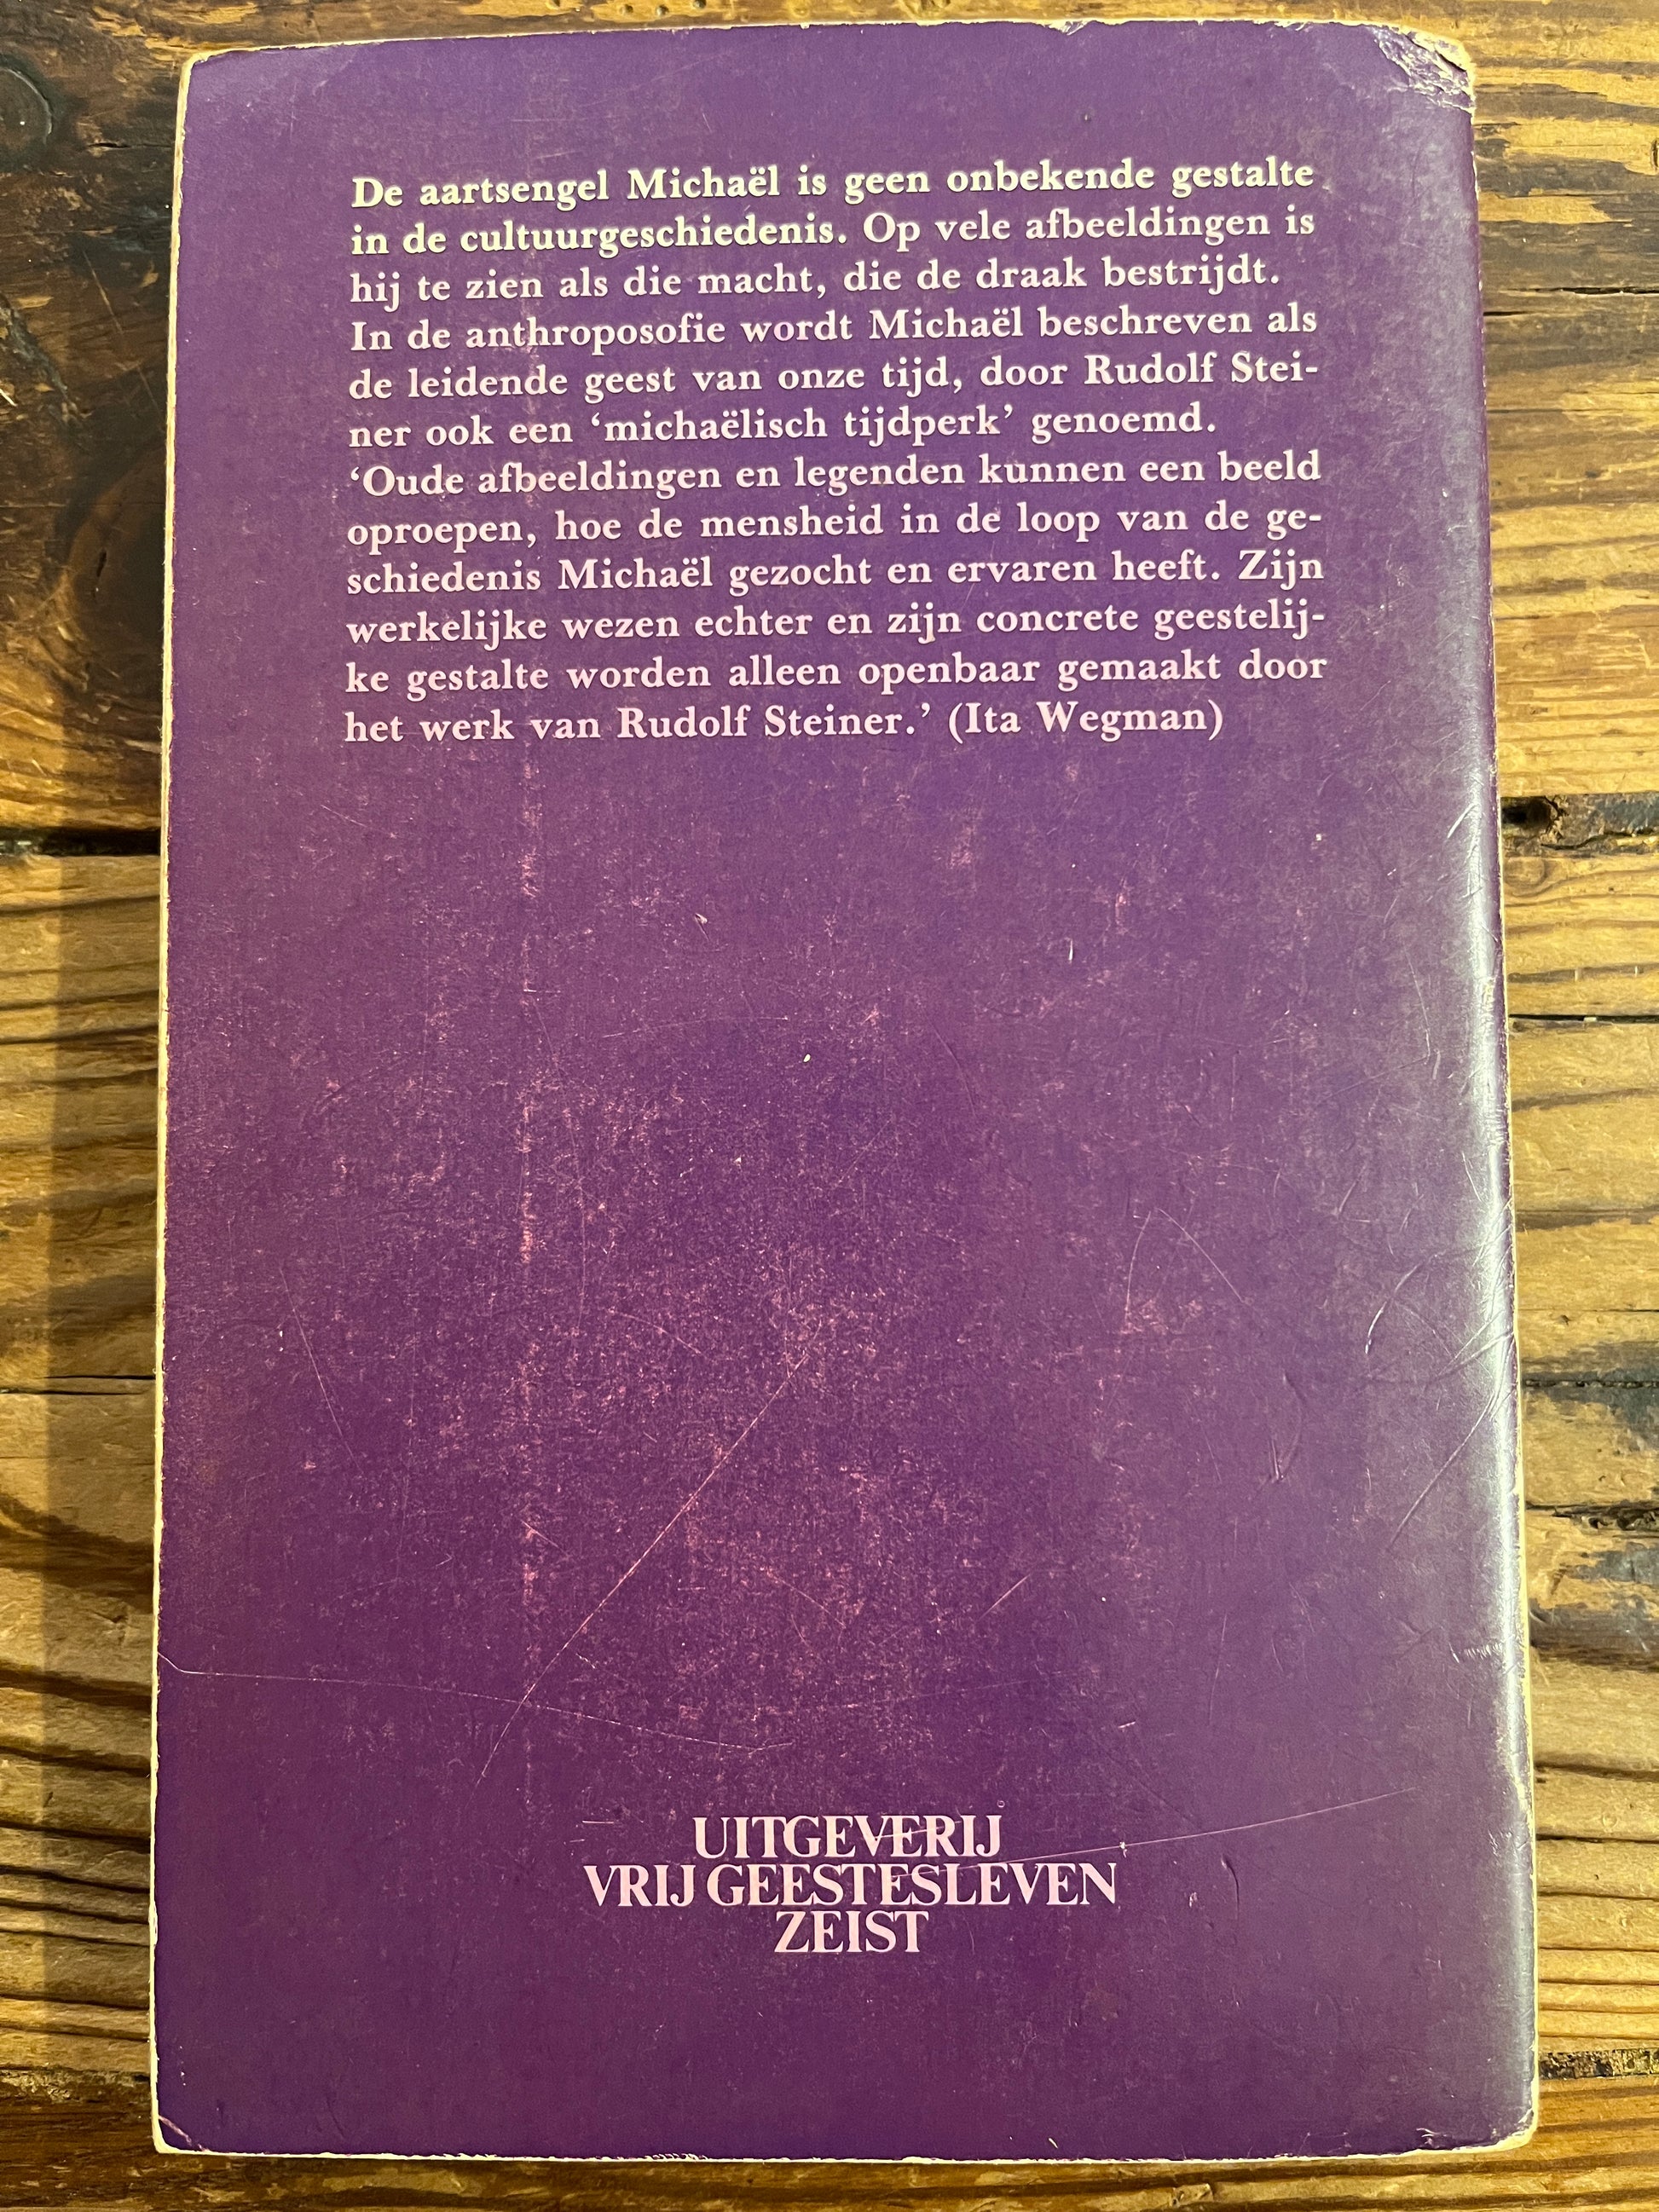 De aartsengel Michaël is geen onbekende gestalte
in de cultuurgeschiedenis. Op vele afbeeldingen is
hij te zien als die macht, die de draak bestrijdt.
In de anthroposofie wordt Michaël beschreven als
de leidende geest van onze tijd, door Rudolf Stei-
ner ook een ‘michaëlisch tijdperk’ genoemd.
‘Oude afbeeldingen en legenden kunnen een beeld
oproepen, hoe de mensheid in de loop van de ge-
schiedenis Michaël gezocht en ervaren heeft. Zijn
werkelijke wezen echter en zijn concrete geestelij-
ke gestalte worden alleen openbaar gemaakt door
het werk van Rudolf Steiner.’ (Ita Wegman)
UITGEVERIJ
VRIJ GEESTESLEVEN
ZEIST